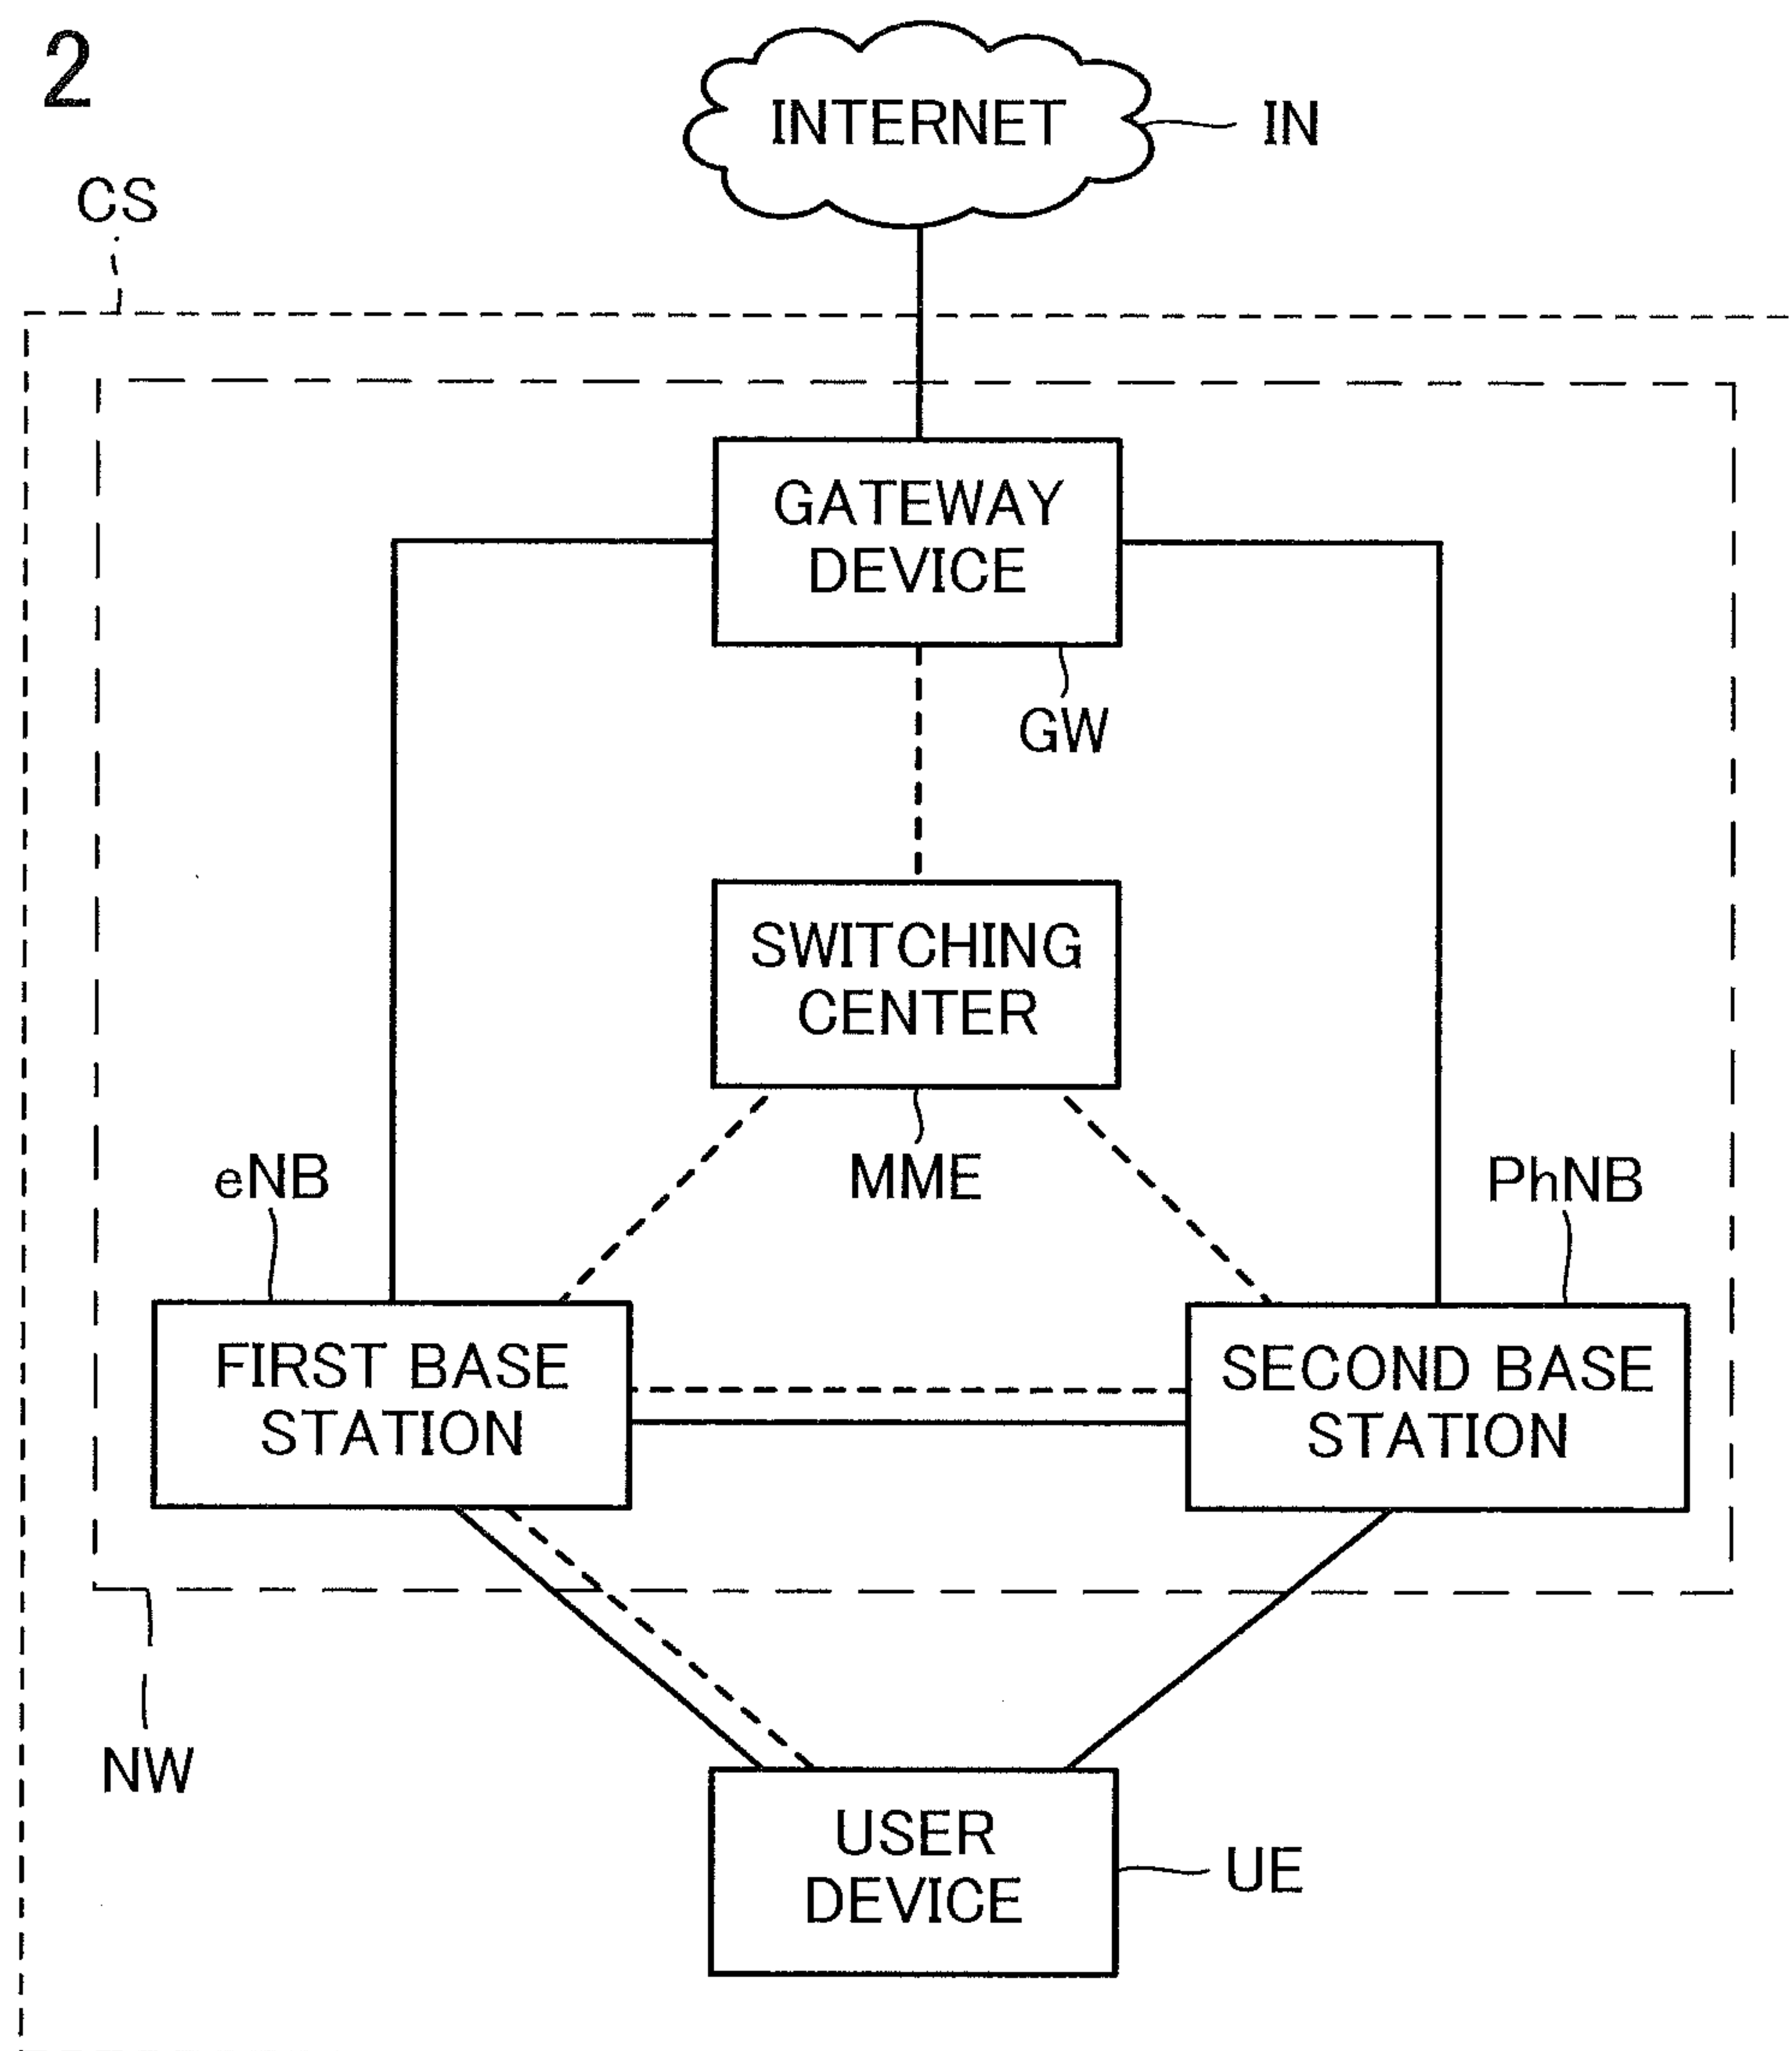 2
INTERNET
IN
CS
GATEWAY
DEVICE
GW
SWITCHING
CENTER
MME
eNB
PhNB
FIRST BASE
STATION
SECOND BASE
STATION
NW
USER
DEVICE
UE